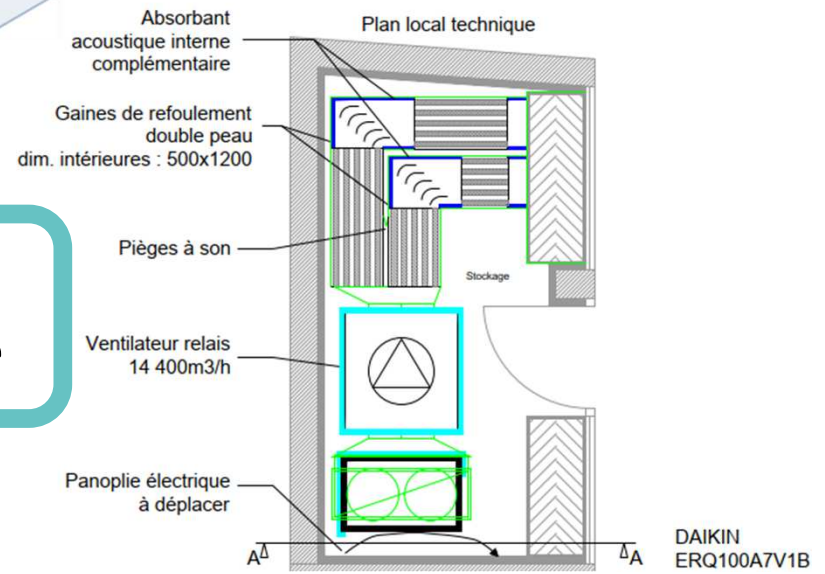 Plan local technique
Absorbant
acoustique interne
complémentaire
Gaines de refoulement
double peau
dim. intérieures : 500x1200
Pièges à son
Stockage
Ventilateur relais
14 400m3/h
Panoplie électrique
à déplacer
A
A
DAIKIN
ERQ100A7V1B